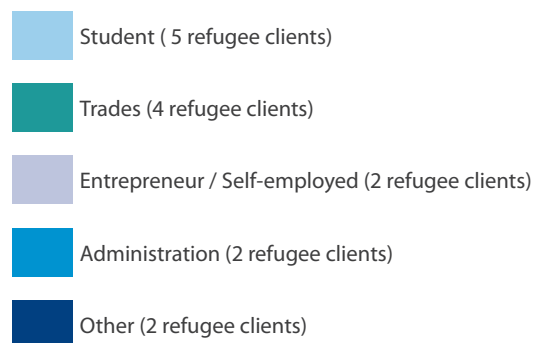 Student ( 5 refugee clients)
Trades (4 refugee clients)
Entrepreneur / Self-employed (2 refugee clients)
Administration (2 refugee clients)
Other (2 refugee clients)